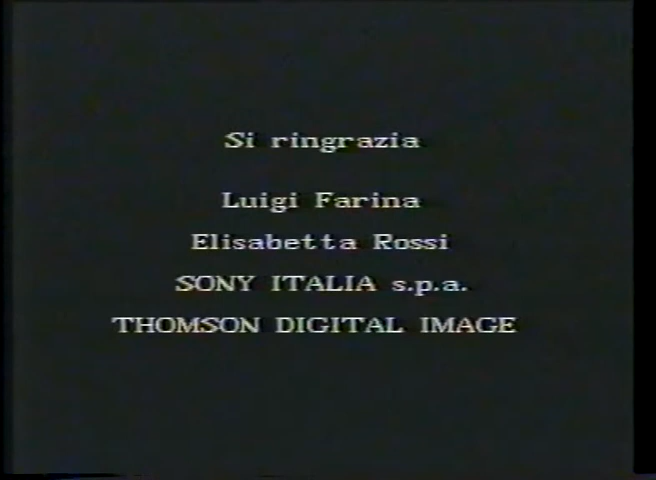 Si ringrazia
Luigi Farina
Elisabetta Rossi
SONY ITALIA s.p.a.
THOMSON DIGITAL IMAGE